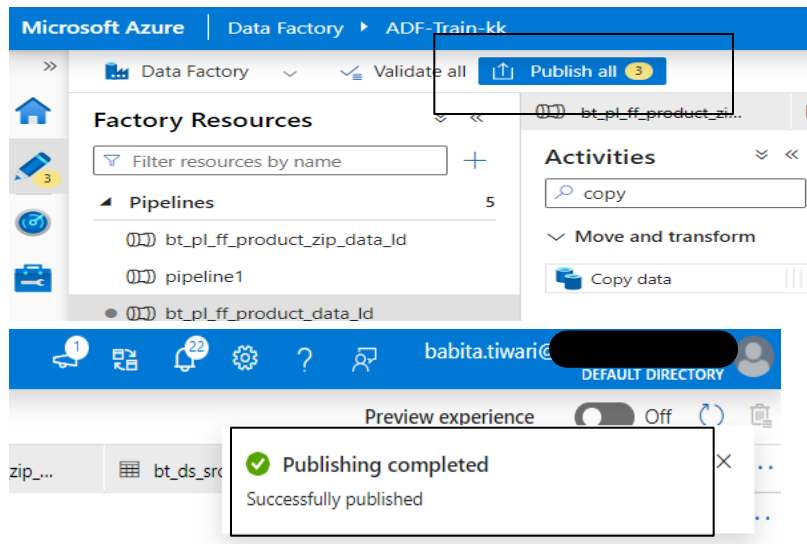 Microsoft Azure | Data Factory ▸ ADF-Train-kk
Data Factory Validate all Publish all 3
Factory Resources
bt_pl_ff_product_zi...
Filter resources by name
Activities
3
copy
Pipelines 5
Move and transform
bt_pl_ff_product_zip_data_ld
pipeline1
Copy data
bt_pl_ff_product_data_ld
1 22 ? babita.tiwari@
DEFAULT DIRECTORY
Preview experience Off
zip_... bt_ds_src
Publishing completed
Successfully published